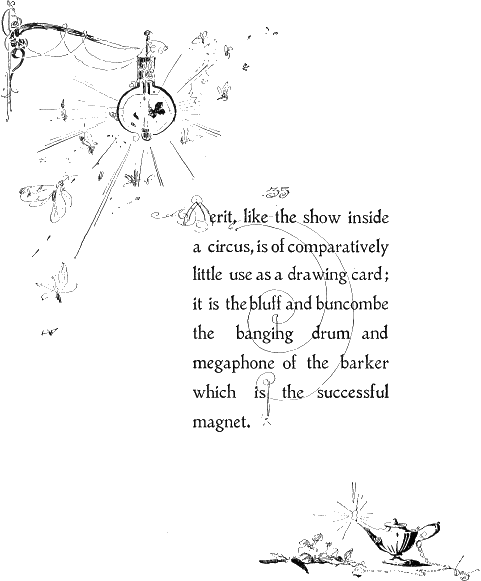 55
Merit, like the show inside
a circus, is of comparatively
little use as a drawing card;
it is the bluff and buncombe
the banging drum and
megaphone of the barker
which is the successful
magnet.